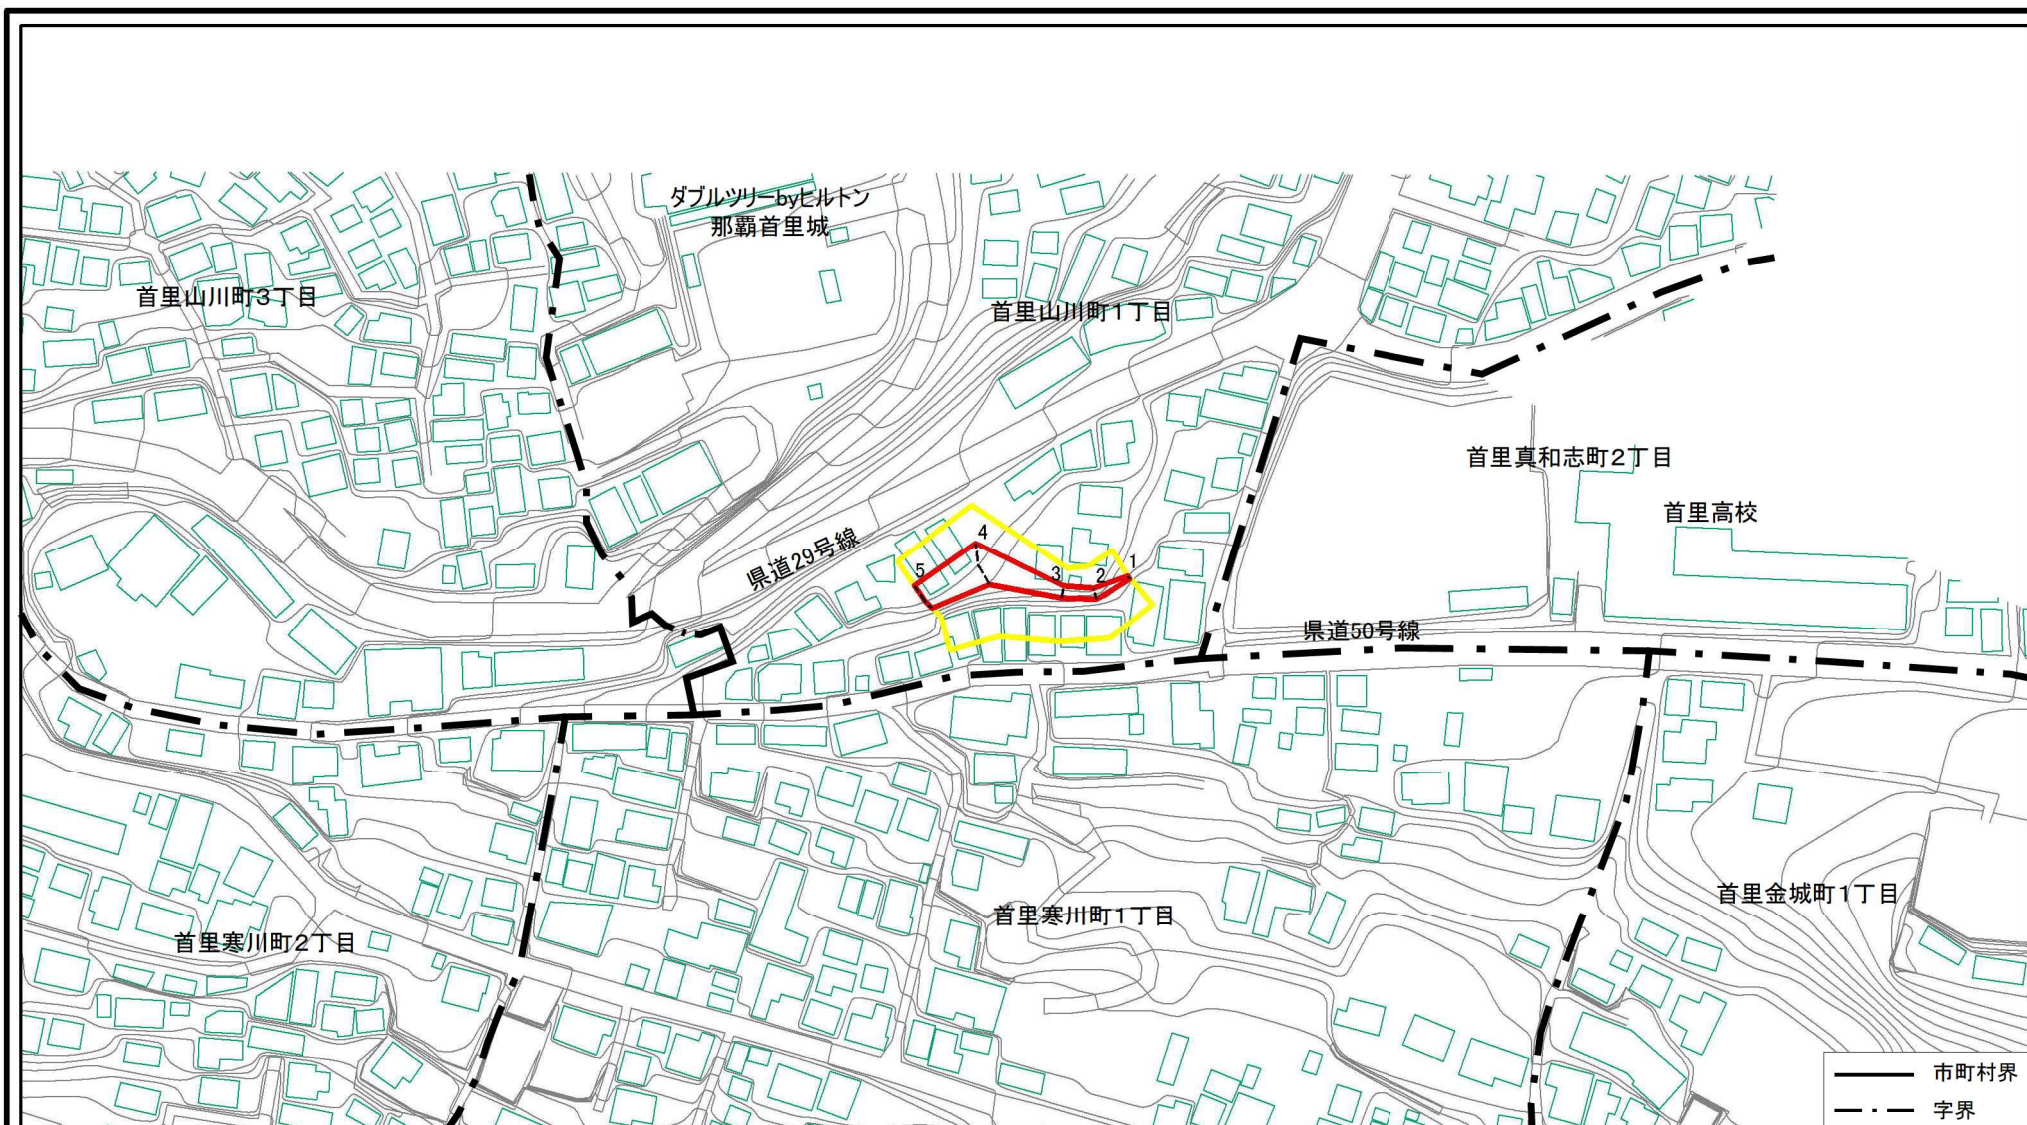 ダブルツリーbyヒルトン
那覇首里城
首里山川町3丁目
首里山川町1丁目
首里真和志町2丁目
首里高校
県道29号線
4
5
3
2
1
県道50号線
首里金城町1丁目
首里寒川町1丁目
首里寒川町2丁目
市町村界
字界